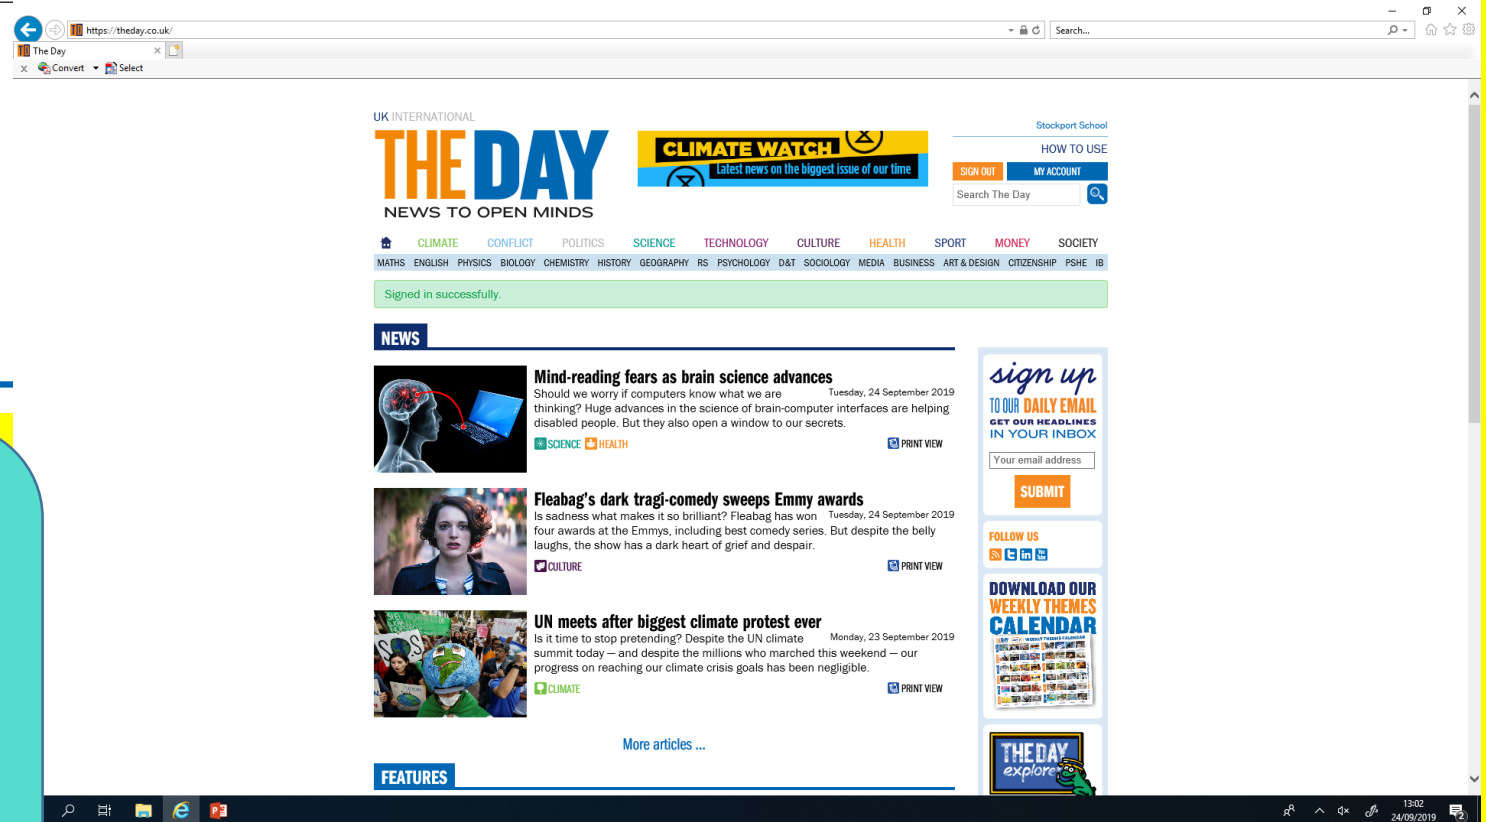 https://theday.co.uk/
Search...
The Day
Convert
Select
UK INTERNATIONAL
THE DAY
NEWS TO OPEN MINDS
CLIMATE WATCH
Latest news on the biggest issue of our time
Stockport School
HOW TO USE
SIGN OUT
MY ACCOUNT
Search The Day
CLIMATE CONFLICT POLITICS SCIENCE TECHNOLOGY CULTURE HEALTH SPORT MONEY SOCIETY
MATHS ENGLISH PHYSICS BIOLOGY CHEMISTRY HISTORY GEOGRAPHY RS PSYCHOLOGY D&T SOCIOLOGY MEDIA BUSINESS ART & DESIGN CITIZENSHIP PSHE IB
Signed in successfully.
NEWS
Mind-reading fears as brain science advances
Should we worry if computers know what we are
Tuesday, 24 September 2019
thinking? Huge advances in the science of brain-computer interfaces are helping
disabled people. But they also open a window to our secrets.
SCIENCE HEALTH
PRINT VIEW
Fleabag's dark tragi-comedy sweeps Emmy awards
Is sadness what makes it so brilliant? Fleabag has won
Tuesday, 24 September 2019
four awards at the Emmys, including best comedy series. But despite the belly
laughs, the show has a dark heart of grief and despair.
CULTURE
PRINT VIEW
UN meets after biggest climate protest ever
Is it time to stop pretending? Despite the UN climate
Monday, 23 September 2019
summit today — and despite the millions who marched this weekend — our
progress on reaching our climate crisis goals has been negligible.
CLIMATE
PRINT VIEW
More articles ...
FEATURES
sign up
TO OUR DAILY EMAIL
GET OUR HEADLINES
IN YOUR INBOX
Your email address
SUBMIT
FOLLOW US
DOWNLOAD OUR
WEEKLY THEMES
CALENDAR
THE DAY
explorer
13:02
24/09/2019